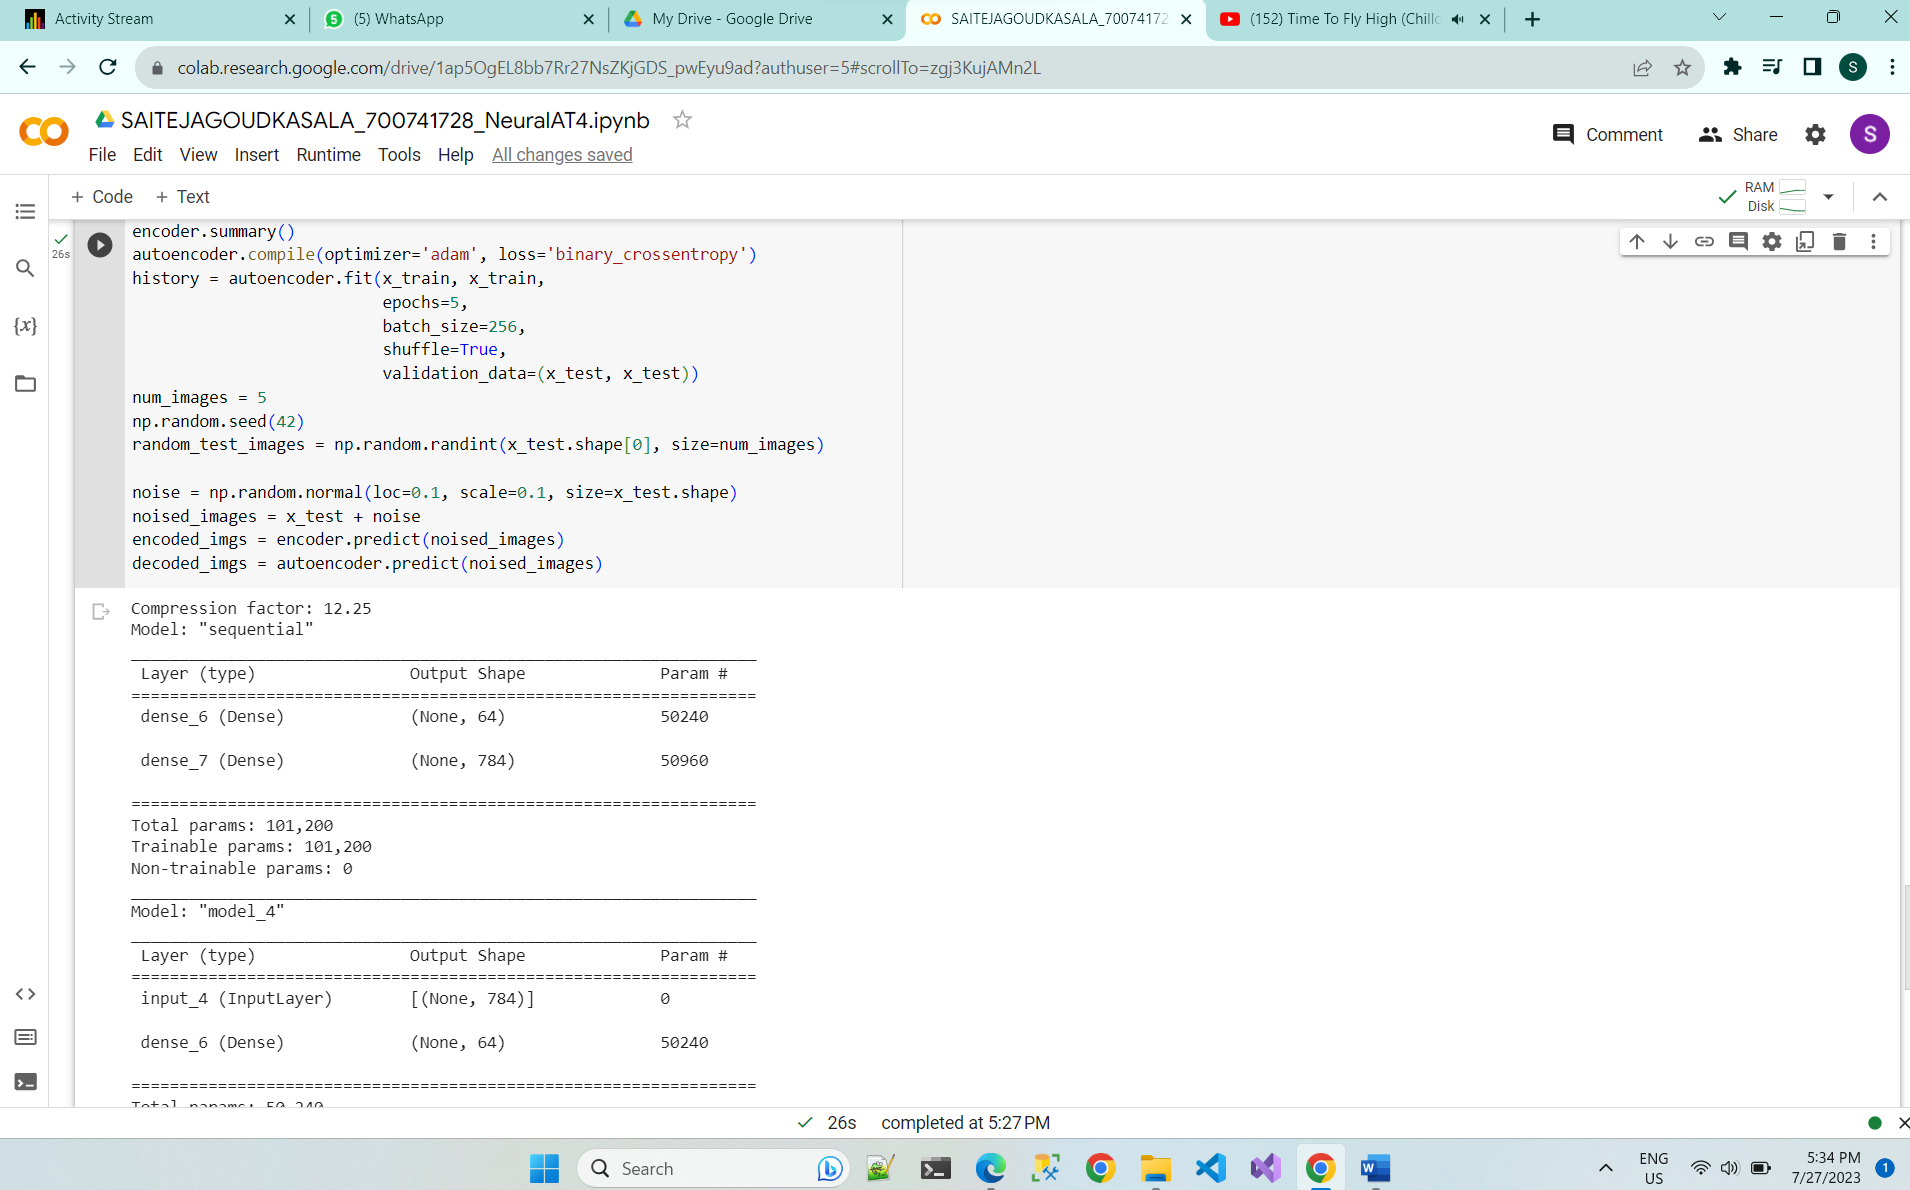 Activity Stream
(5) WhatsApp
My Drive - Google Drive
SAITEJAGOUDKASALA_70074172
(152) Time To Fly High (Chillo
colab.research.google.com/drive/1ap5OgEL8bb7Rr27NsZKjGDS_pwEyu9ad?authuser=5#scrollTo=zgj3KujAMn2L
S
SAITEJAGOUDKASALA_700741728_NeuralAT4.ipynb
Comment
Share
S
File Edit View Insert Runtime Tools Help All changes saved
+ Code + Text
RAM
Disk
26s
encoder.summary()
autoencoder.compile(optimizer='adam', loss='binary_crossentropy')
history = autoencoder.fit(x_train, x_train,
epochs=5,
batch_size=256,
shuffle=True,
validation_data=(x_test, x_test))
num_images = 5
np.random.seed(42)
random_test_images = np.random.randint(x_test.shape[0], size=num_images)
noise = np.random.normal(loc=0.1, scale=0.1, size=x_test.shape)
noised_images = x_test + noise
encoded_imgs = encoder.predict(noised_images)
decoded_imgs = autoencoder.predict(noised_images)
Compression factor: 12.25
Model: "sequential"
Layer (type) Output Shape Param #
dense_6 (Dense) (None, 64) 50240
dense_7 (Dense) (None, 784) 50960
Total params: 101,200
Trainable params: 101,200
Non-trainable params: 0
Model: "model_4"
Layer (type) Output Shape Param #
input_4 (InputLayer) [(None, 784)] 0
dense_6 (Dense) (None, 64) 50240
Total params: 50,240
26s completed at 5:27 PM
Search
ENG
US
5:34 PM
7/27/2023
1